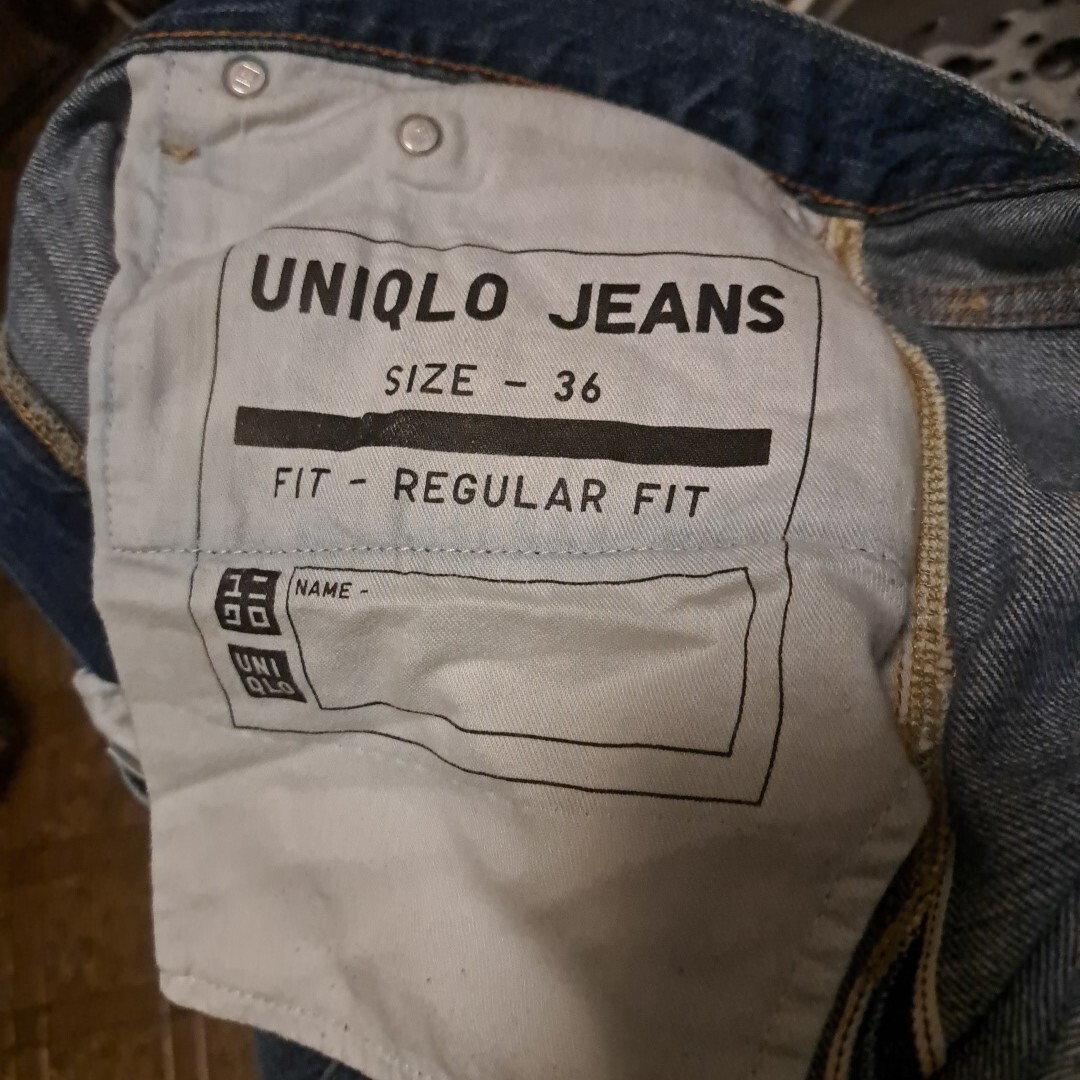 UNIQLO JEANS
SIZE - 36
FIT - REGULAR FIT
NAME -
ユニ
クロ
UNI
QLO